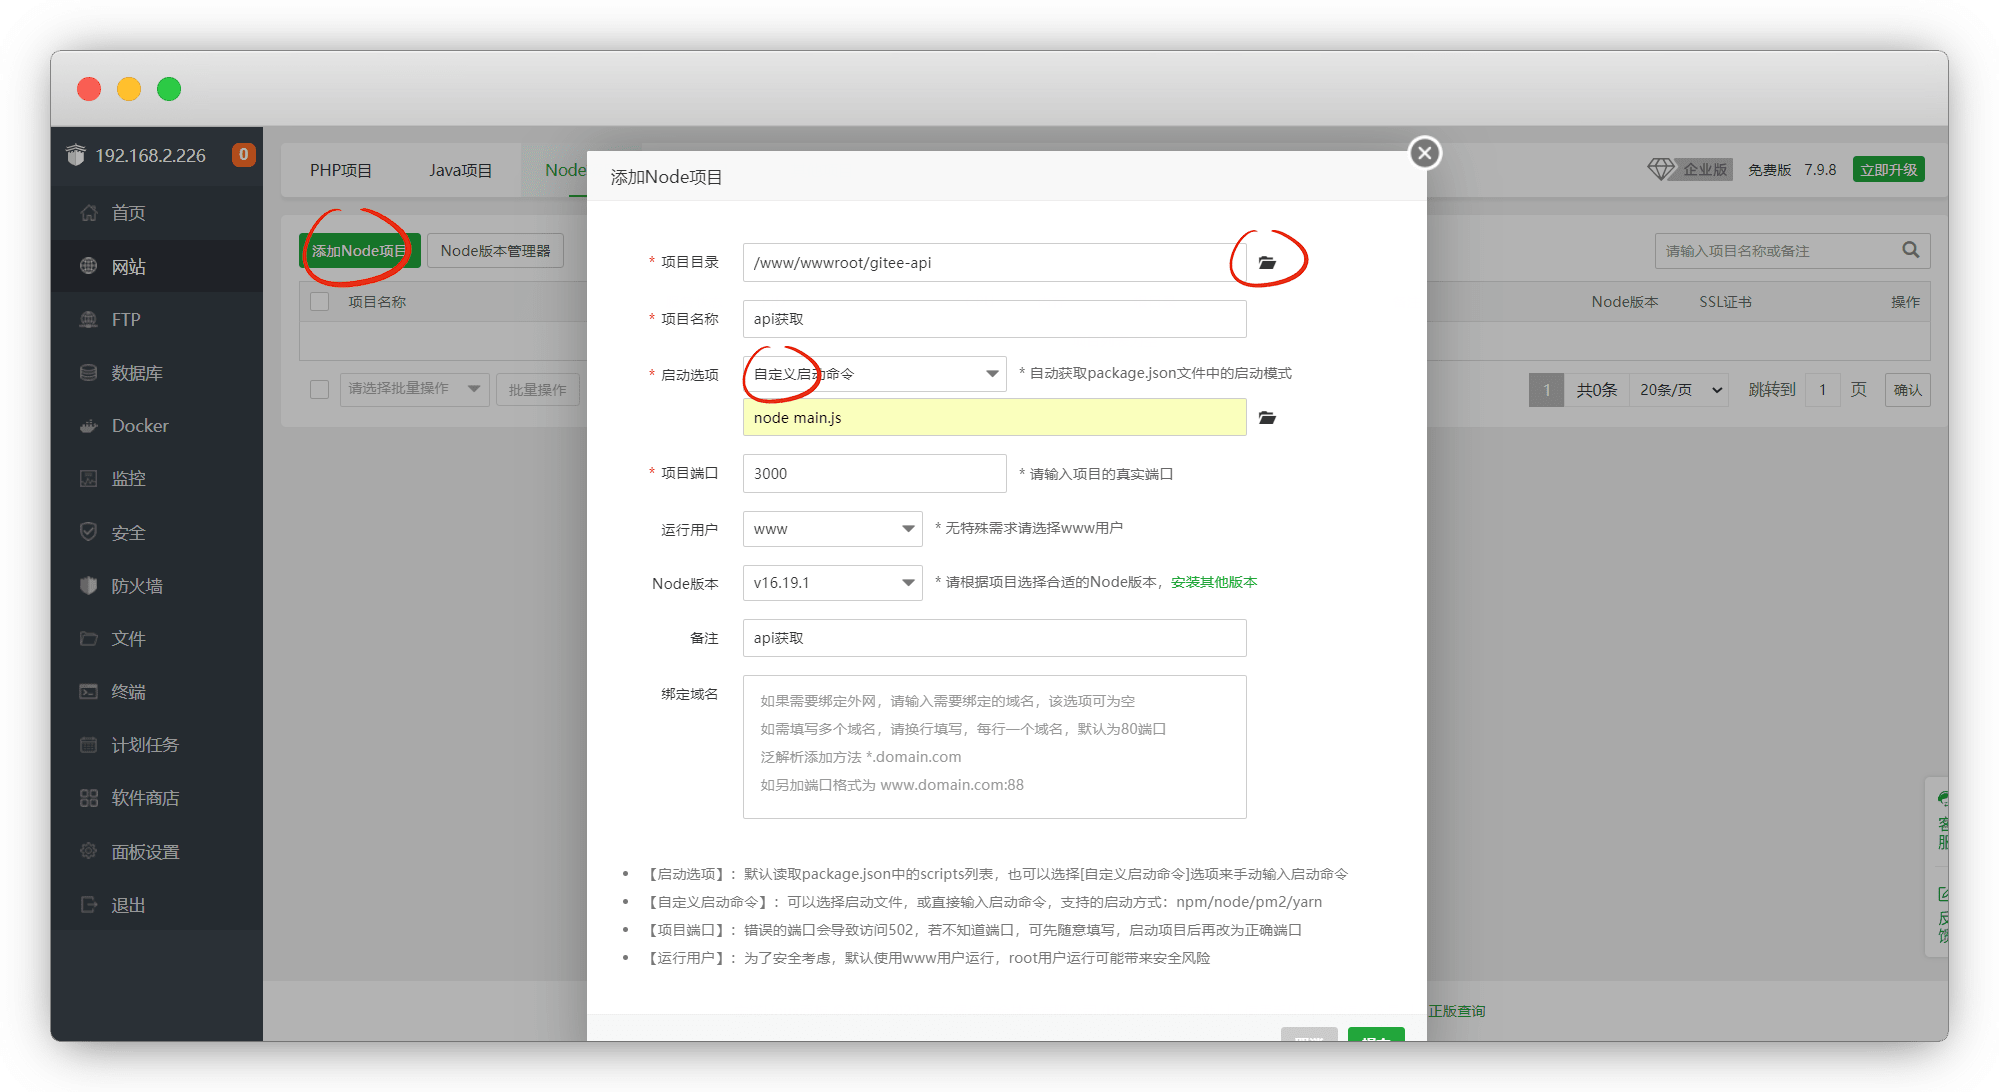 192.168.2.226
0
首页
网站
FTP
数据库
Docker
监控
安全
防火墙
文件
终端
计划任务
软件商店
面板设置
退出
PHP项目
Java项目
Node
企业版
免费版
7.9.8
立即升级
添加Node项目
Node版本管理器
请输入项目名称或备注
项目名称
Node版本
SSL证书
操作
请选择批量操作
批量操作
1
共0条
20条/页
跳转到
1
页
确认
添加Node项目
* 项目目录
/www/wwwroot/gitee-api
* 项目名称
api获取
* 启动选项
自定义启动命令
* 自动获取package.json文件中的启动模式
node main.js
* 项目端口
3000
* 请输入项目的真实端口
运行用户
www
* 无特殊需求请选择www用户
Node版本
v16.19.1
* 请根据项目选择合适的Node版本，安装其他版本
备注
api获取
绑定域名
如果需要绑定外网，请输入需要绑定的域名，该选项可为空
如需填写多个域名，请换行填写，每行一个域名，默认为80端口
泛解析添加方法 *.domain.com
如另加端口格式为 www.domain.com:88
• 【启动选项】：默认读取package.json中的scripts列表，也可以选择[自定义启动命令]选项来手动输入启动命令
• 【自定义启动命令】：可以选择启动文件，或直接输入启动命令，支持的启动方式：npm/node/pm2/yarn
• 【项目端口】：错误的端口会导致访问502，若不知道端口，可先随意填写，启动项目后再改为正确端口
• 【运行用户】：为了安全考虑，默认使用www用户运行，root用户运行可能带来安全风险
正版查询
客
服
反
馈